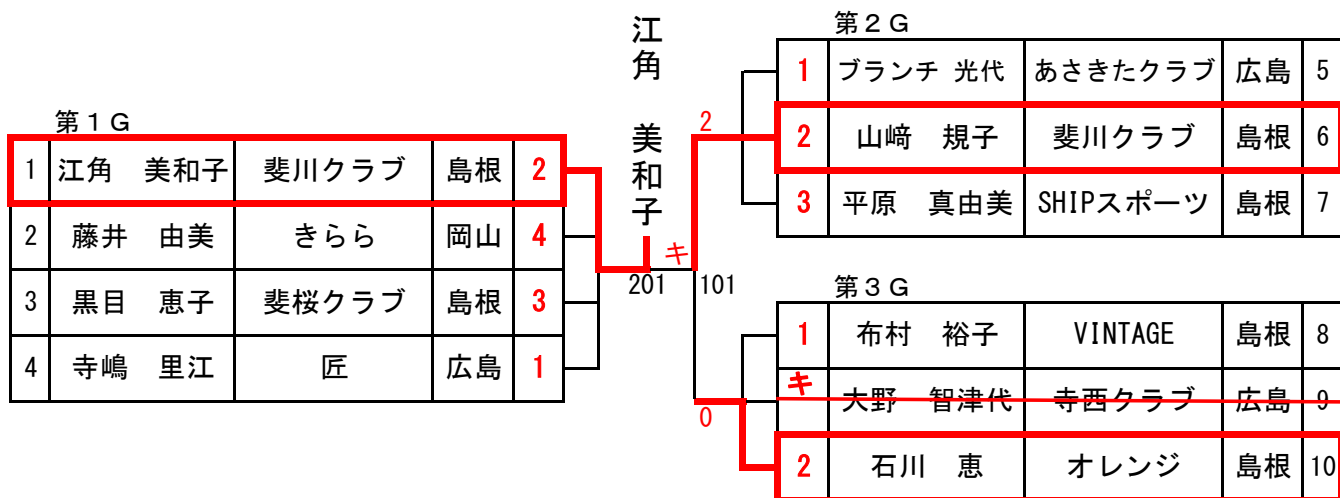 江角　美和子
第１Ｇ
1 江角　美和子 斐川クラブ 島根 2
2 藤井　由美 きらら 岡山 4
3 黒目　恵子 斐桜クラブ 島根 3
4 寺嶋　里江 匠 広島 1
キ
201 101
2
0
第２Ｇ
1 ブランチ 光代 あさきたクラブ 広島 5
2 山﨑　規子 斐川クラブ 島根 6
3 平原　真由美 SHIPスポーツ 島根 7
第３Ｇ
1 布村　裕子 VINTAGE 島根 8
キ 大野　智津代 寺西クラブ 広島 9
2 石川　恵 オレンジ 島根 10